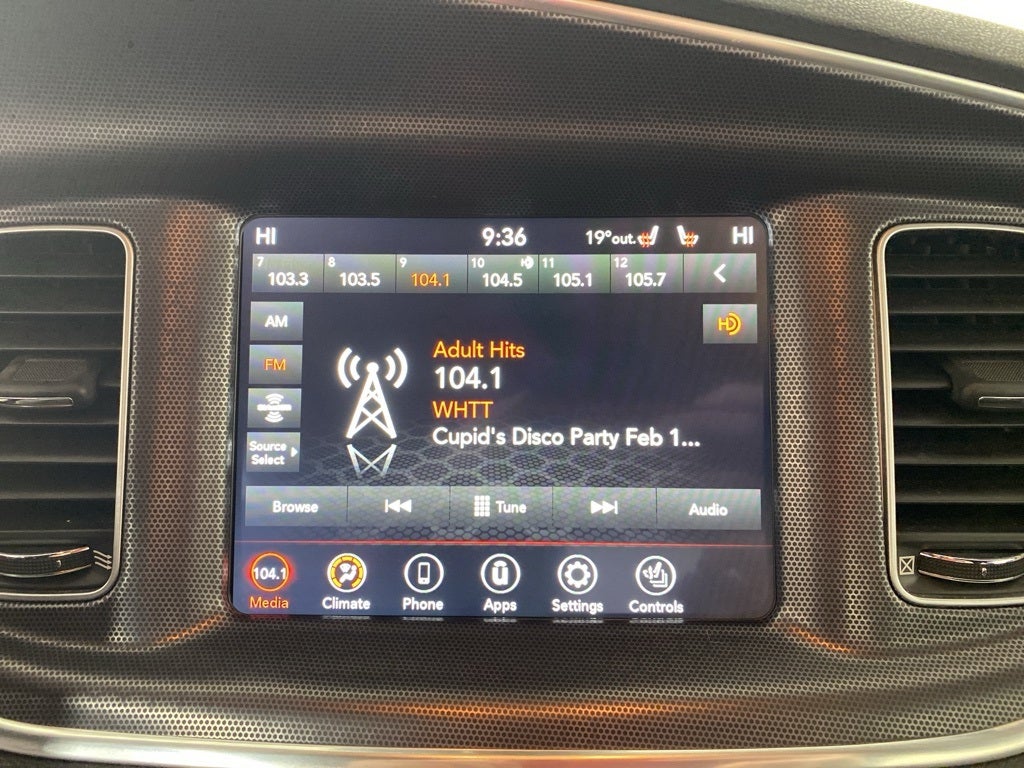 HI 9:36 19°out. HI
7 103.3 8 103.5 9 104.1 10 HD 104.5 11 105.1 12 105.7
AM
HD
Adult Hits
FM
104.1
WHTT
Cupid's Disco Party Feb 1...
Source
Select
Browse Tune Audio
104.1
Media Climate Phone Apps Settings Controls